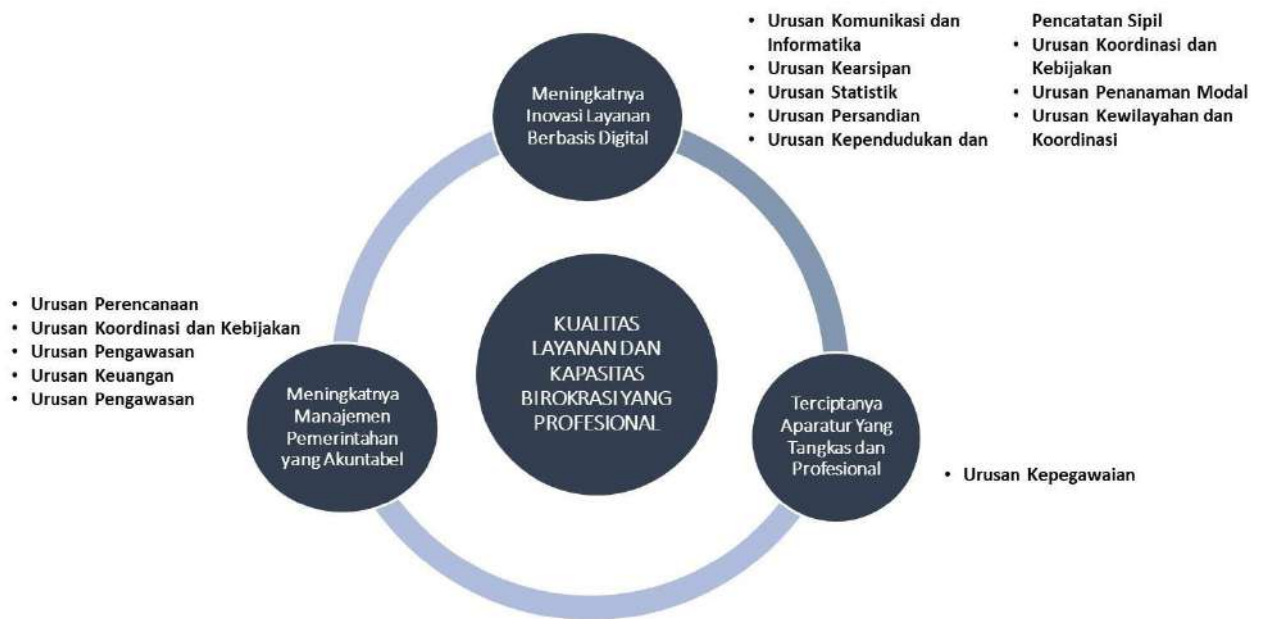 • Urusan Komunikasi dan
Informatika
• Urusan Kearsipan
• Urusan Statistik
• Urusan Persandian
• Urusan Kependudukan dan
Pencatatan Sipil
• Urusan Koordinasi dan
Kebijakan
• Urusan Penanaman Modal
• Urusan Kewilayahan dan
Koordinasi
Meningkatnya
Inovasi Layanan
Berbasis Digital
• Urusan Perencanaan
• Urusan Koordinasi dan Kebijakan
• Urusan Pengawasan
• Urusan Keuangan
• Urusan Pengawasan
Meningkatnya
Manajemen
Pemerintahan
yang Akuntabel
KUALITAS
LAYANAN DAN
KAPASITAS
BIROKRASI YANG
PROFESIONAL
Terciptanya
Aparatur Yang
Tangkas dan
Profesional
• Urusan Kepegawaian